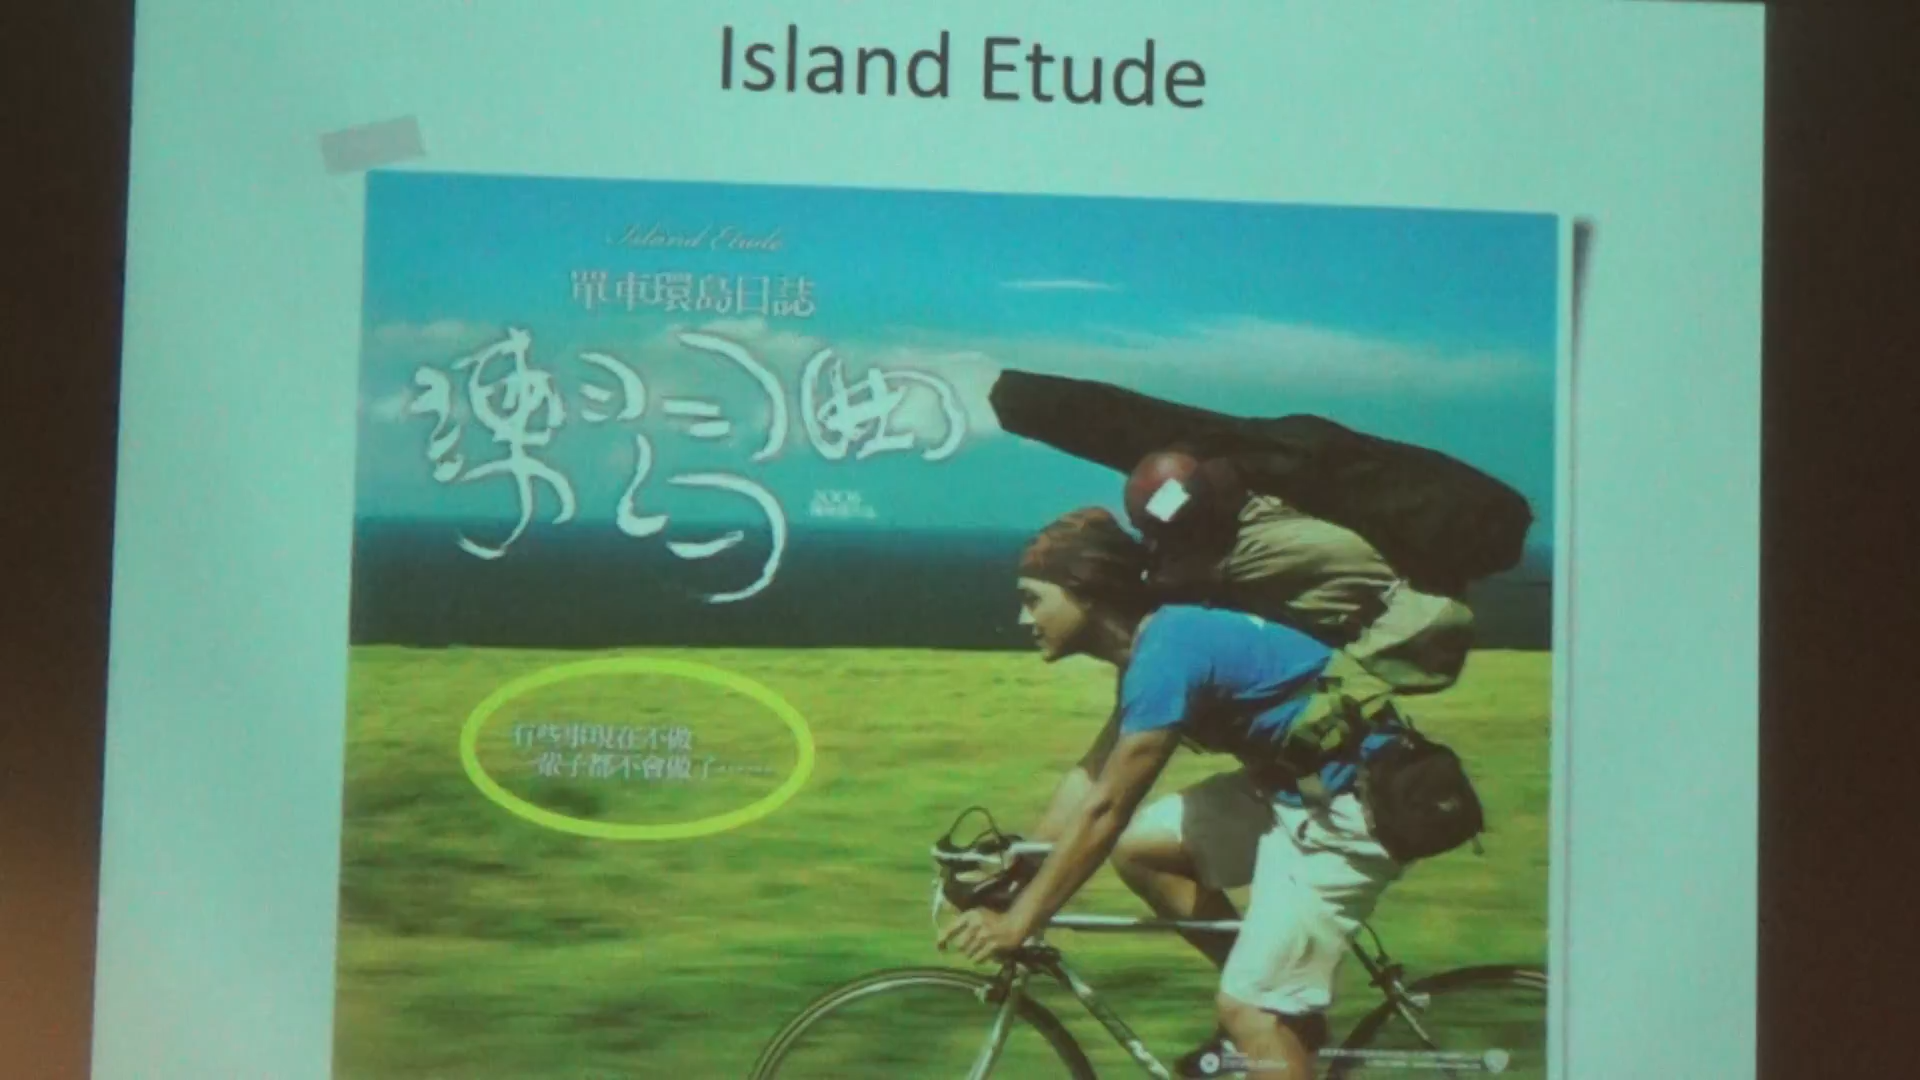 Island Etude
Island Etude
單車環島日誌
練習曲
2006
有些事現在不做
一輩子都不會做了……